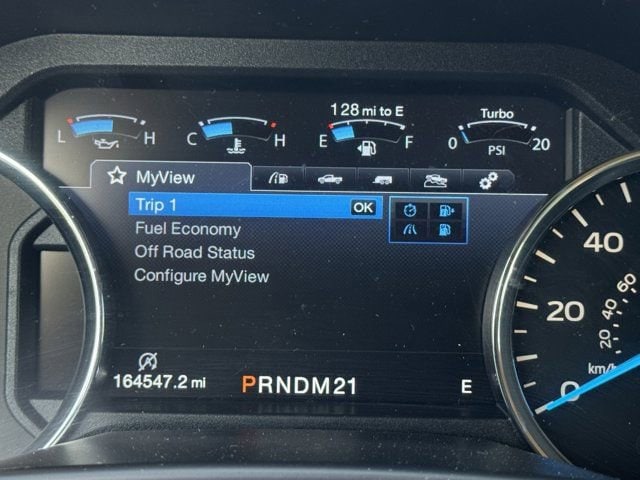 128 mi to E
Turbo
L H C H E F 0 20
PSI
MyView
Trip 1 OK
Fuel Economy
Off Road Status
Configure MyView
164547.2 mi PRNDM21 E
40
20
0
60
40
20
km/h